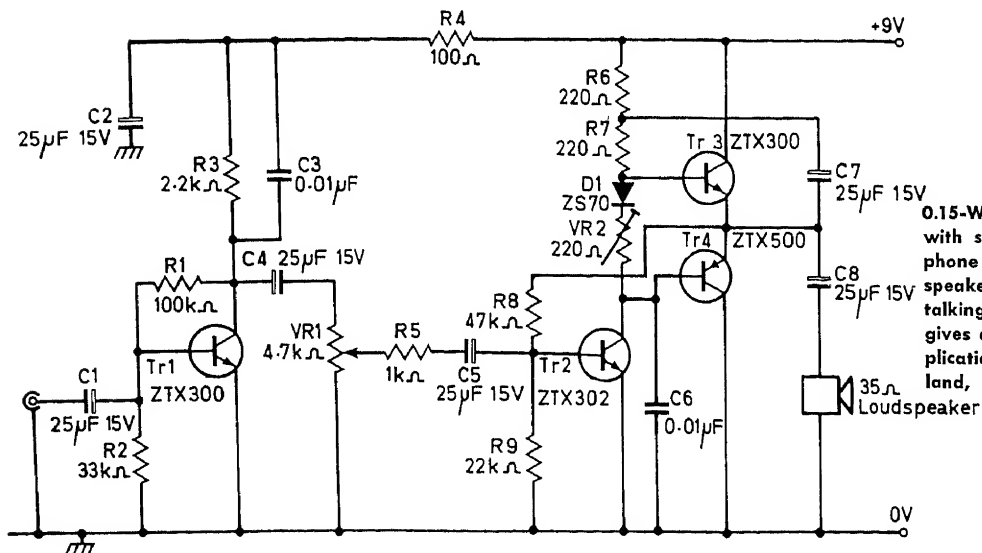 R4
100Ω
+9V
C2
25μF 15V
R3
2.2kΩ
C3
0.01μF
R6
220Ω
R7
220Ω
Tr 3
ZTX300
D1
ZS70
VR2
220Ω
C7
25μF 15V
Tr4
ZTX500
C8
25μF 15V
R1
100kΩ
C4 25μF 15V
VR1
4.7kΩ
R5
1kΩ
C5
25μF 15V
R8
47kΩ
Tr1
ZTX300
Tr2
ZTX302
C1
25μF 15V
R2
33kΩ
R9
22kΩ
C6
0.01μF
35Ω
Loudspeaker
0V
0.15-W
with s
phone
speake
talking
gives a
plicatio
land,